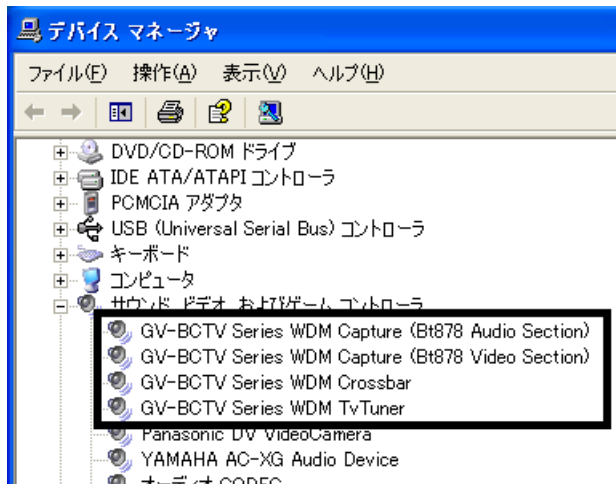 デバイス マネージャ
ファイル(F) 操作(A) 表示(V) ヘルプ(H)
DVD/CD-ROM ドライブ
IDE ATA/ATAPI コントローラ
PCMCIA アダプタ
USB (Universal Serial Bus) コントローラ
キーボード
コンピュータ
サウンド、ビデオ、およびゲーム コントローラ
GV-BCTV Series WDM Capture (Bt878 Audio Section)
GV-BCTV Series WDM Capture (Bt878 Video Section)
GV-BCTV Series WDM Crossbar
GV-BCTV Series WDM TvTuner
Panasonic DV VideoCamera
YAMAHA AC-XG Audio Device
オーディオ CODEC